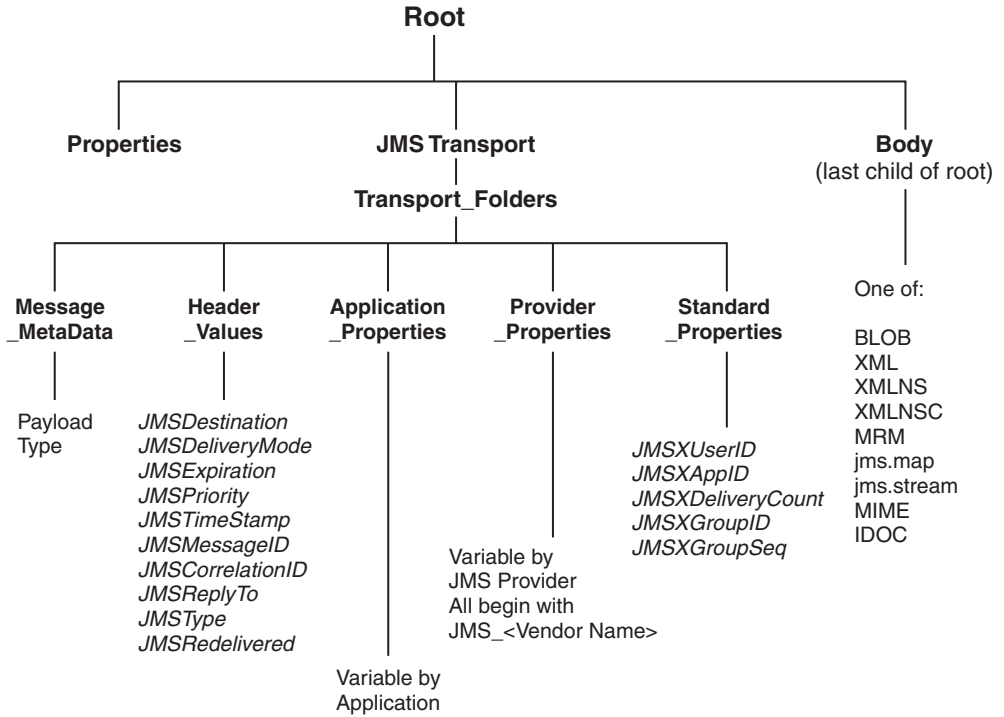 Root
Properties
JMS Transport
Body
(last child of root)
Transport_Folders
Message
_MetaData
Header
_Values
Application
_Properties
Provider
_Properties
Standard
_Properties
Payload
Type
JMSDestination
JMSDeliveryMode
JMSExpiration
JMSPriority
JMSTimeStamp
JMSMessageID
JMSCorrelationID
JMSReplyTo
JMSType
JMSRedelivered
Variable by
Application
Variable by
JMS Provider
All begin with
JMS_<Vendor Name>
JMSXUserID
JMSXAppID
JMSXDeliveryCount
JMSXGroupID
JMSXGroupSeq
One of:
BLOB
XML
XMLNS
XMLNSC
MRM
jms.map
jms.stream
MIME
IDOC